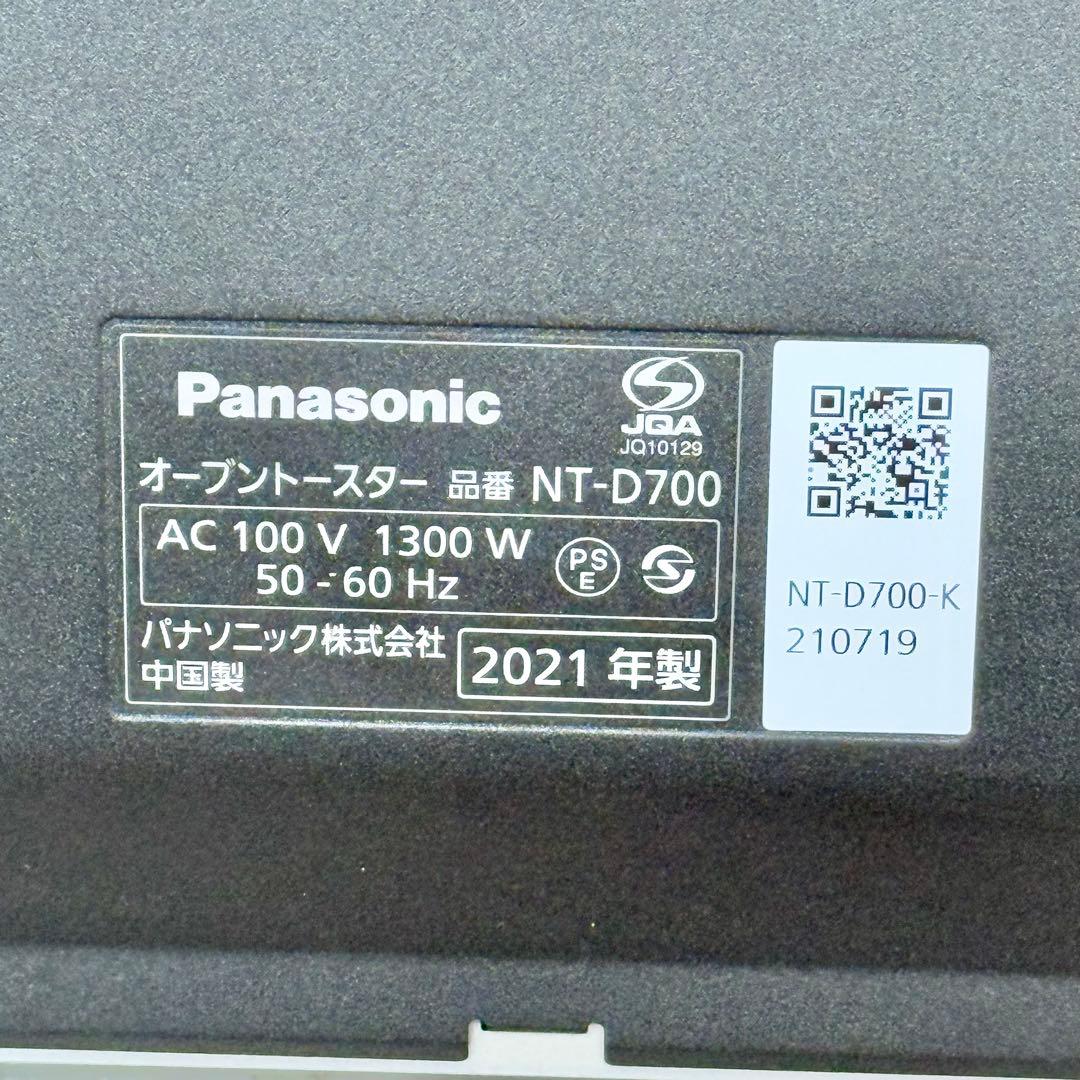 Panasonic
JQA
JQ10129
オーブントースター 品番 NT-D700
AC 100 V 1300 W
50 - 60 Hz
PS
E
パナソニック株式会社
中国製
2021 年製
NT-D700-K
210719